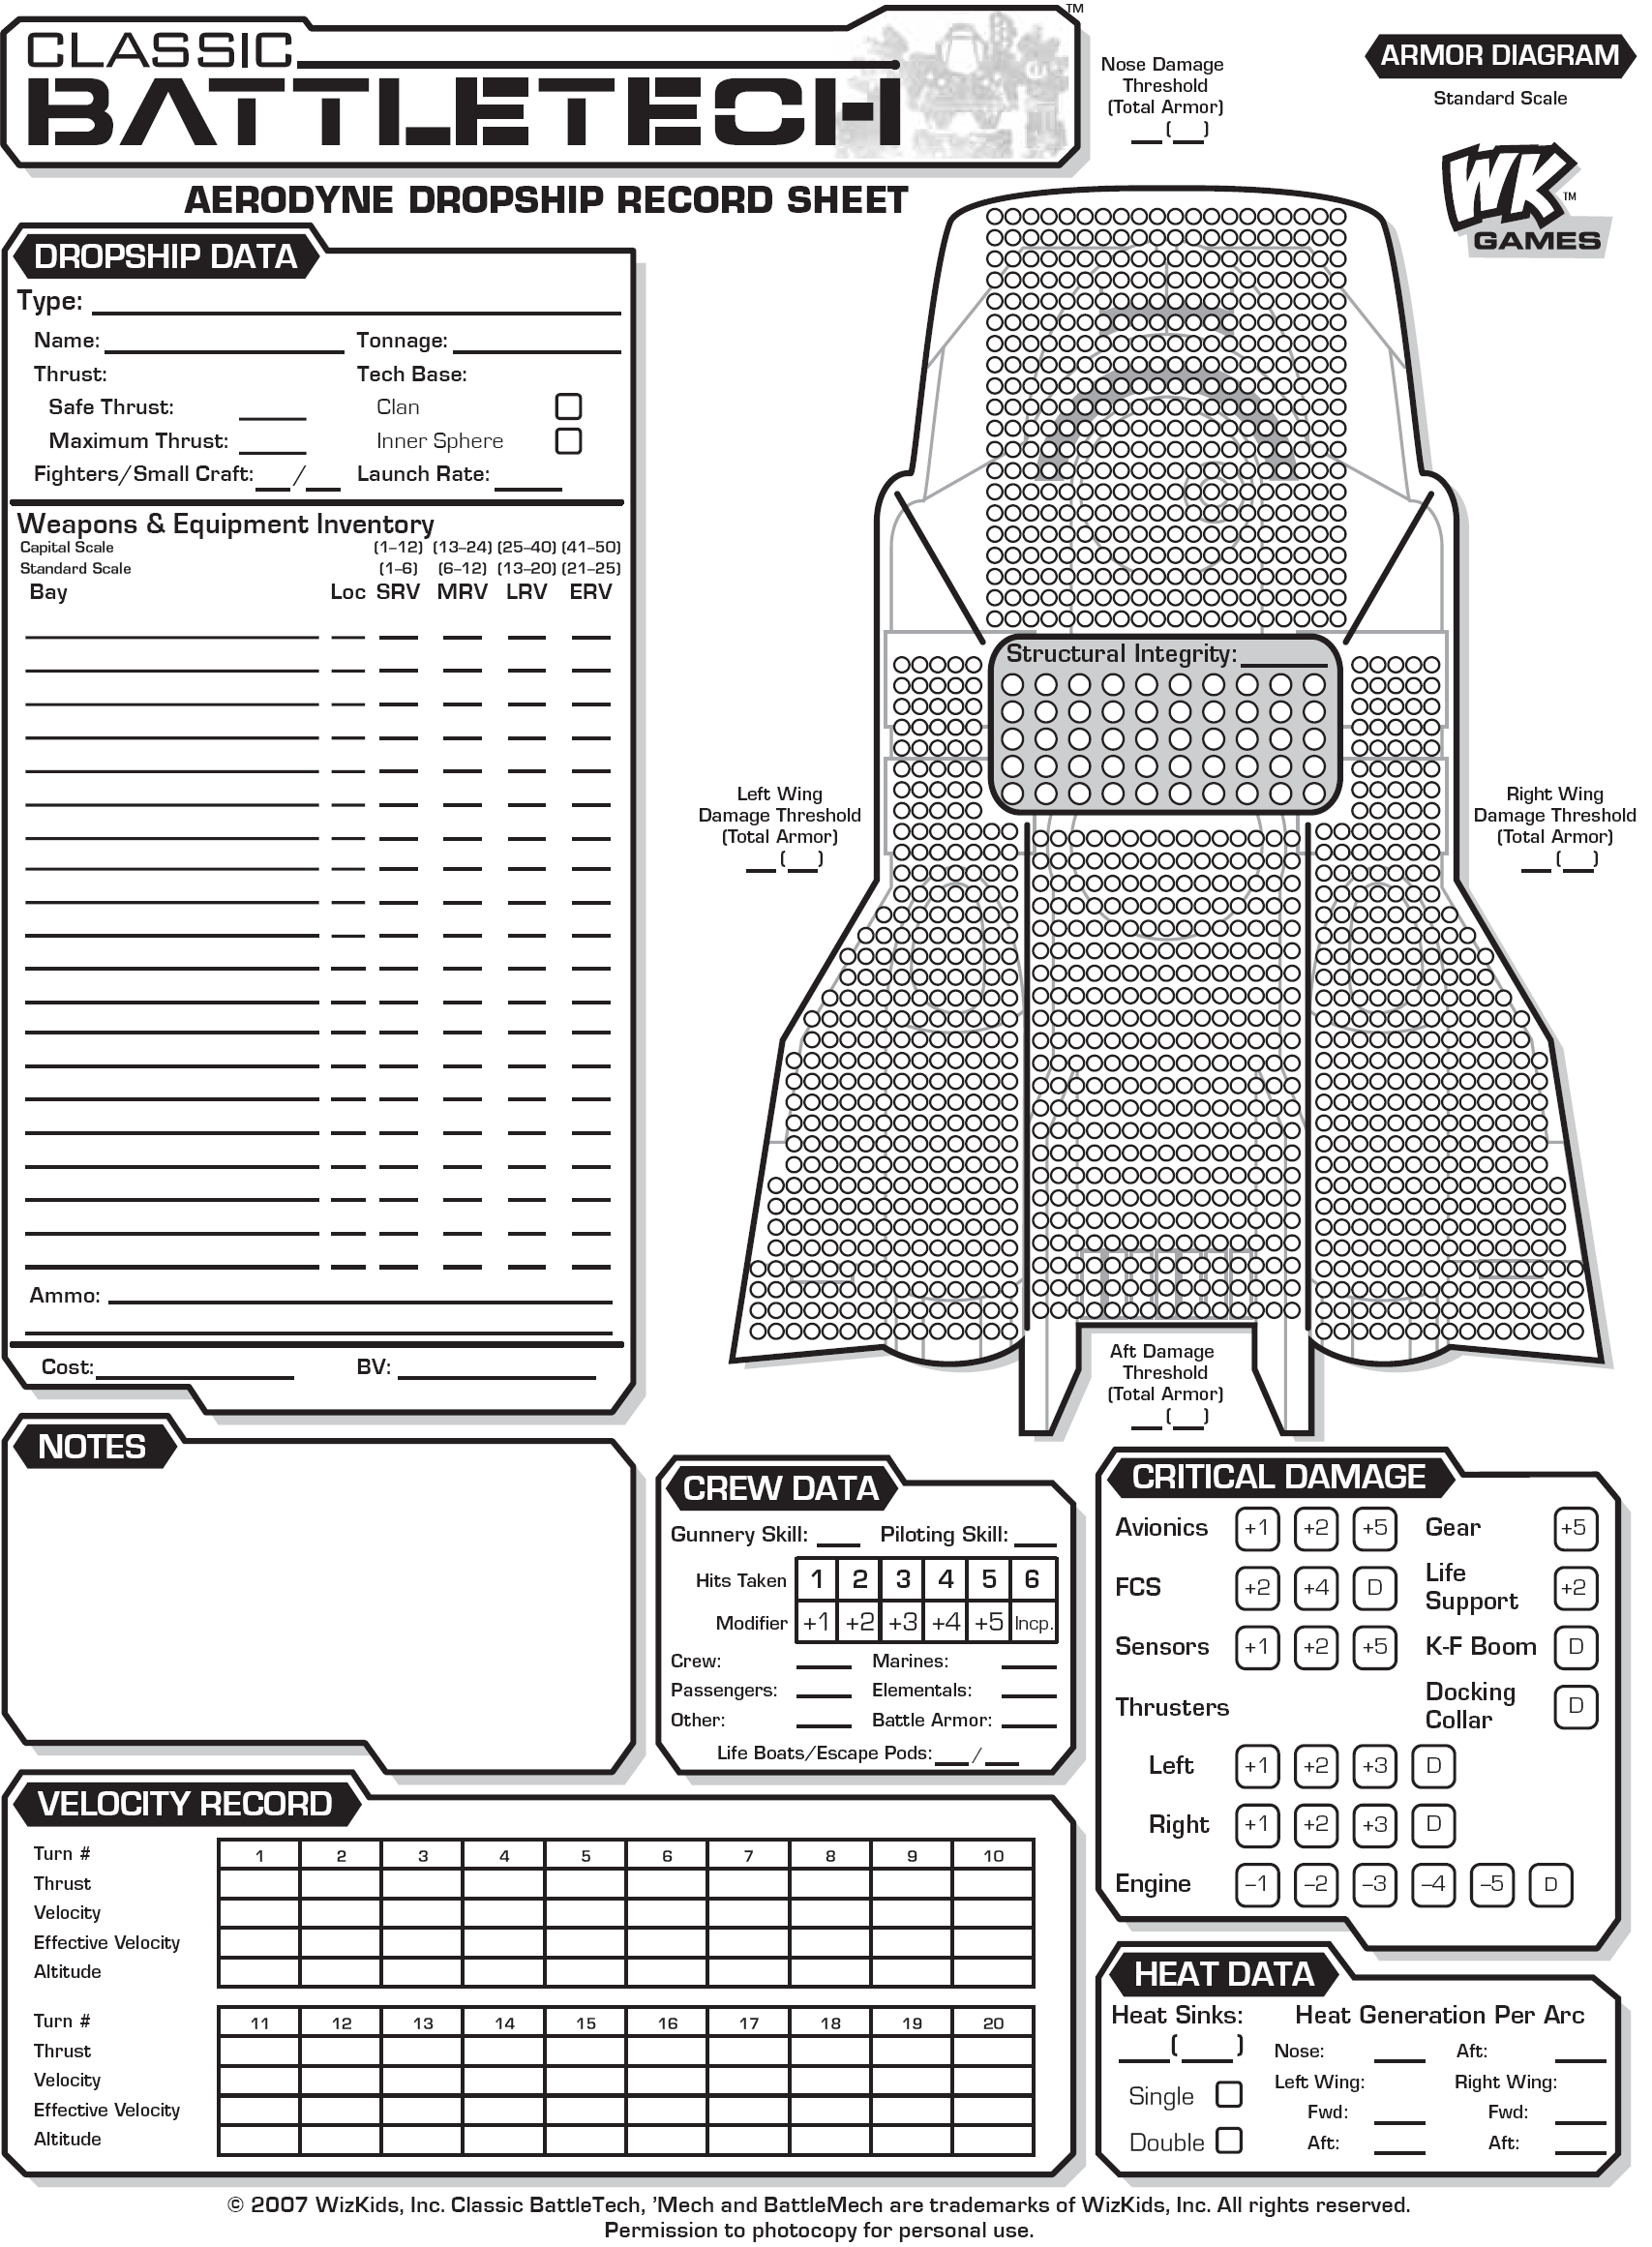 CLASSIC
BATTLETECH™
AERODYNE DROPSHIP RECORD SHEET
Nose Damage
Threshold
(Total Armor)
( )
ARMOR DIAGRAM
Standard Scale
WK™
GAMES
DROPSHIP DATA
Type:
Name: Tonnage:
Thrust: Tech Base:
Safe Thrust: Clan
Maximum Thrust: Inner Sphere
Fighters/Small Craft: / Launch Rate:
Weapons & Equipment Inventory
Capital Scale (1–12) (13–24) (25–40) (41–50)
Standard Scale (1–6) (6–12) (13–20) (21–25)
Bay Loc SRV MRV LRV ERV
Ammo:
Cost: BV:
Structural Integrity:
Left Wing
Damage Threshold
(Total Armor)
( )
Right Wing
Damage Threshold
(Total Armor)
( )
Aft Damage
Threshold
(Total Armor)
( )
NOTES
CREW DATA
Gunnery Skill: Piloting Skill:
Hits Taken 1 2 3 4 5 6
Modifier +1 +2 +3 +4 +5 Incp.
Crew: Marines:
Passengers: Elementals:
Other: Battle Armor:
Life Boats/Escape Pods: /
CRITICAL DAMAGE
Avionics +1 +2 +5 Gear +5
FCS +2 +4 D Life
Support +2
Sensors +1 +2 +5 K-F Boom D
Thrusters Docking
Collar D
Left +1 +2 +3 D
Right +1 +2 +3 D
Engine –1 –2 –3 –4 –5 D
VELOCITY RECORD
Turn # 1 2 3 4 5 6 7 8 9 10
Thrust
Velocity
Effective Velocity
Altitude
Turn # 11 12 13 14 15 16 17 18 19 20
Thrust
Velocity
Effective Velocity
Altitude
HEAT DATA
Heat Sinks: Heat Generation Per Arc
( ) Nose: Aft:
Single Left Wing: Right Wing:
Fwd: Fwd:
Double Aft: Aft:
© 2007 WizKids, Inc. Classic BattleTech, 'Mech and BattleMech are trademarks of WizKids, Inc. All rights reserved.
Permission to photocopy for personal use.